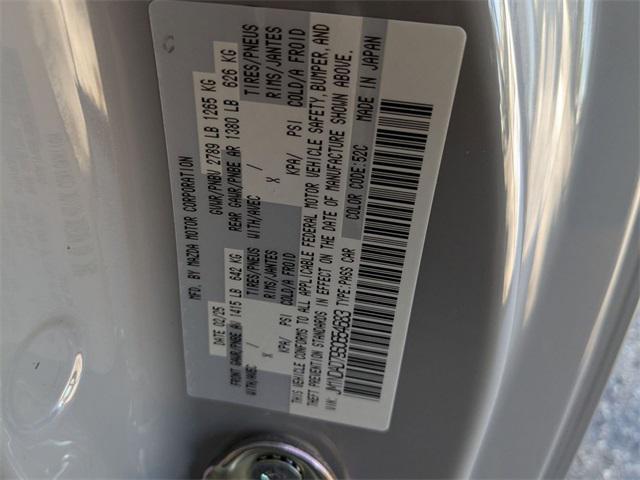 MFD. BY MAZDA MOTOR CORPORATION
DATE 02/25 GVWR/PNBV 2789 LB 1265 KG
FRONT GAWR/PNBE AV 1415 LB 642 KG REAR GAWR/PNBE AR 1380 LB 626 KG
WITH/AVEC / TIRES/PNEUS WITH/AVEC / TIRES/PNEUS
X RIMS/JANTES X RIMS/JANTES
KPA/ PSI COLD/A FROID KPA/ PSI COLD/A FROID
THIS VEHICLE CONFORMS TO ALL APPLICABLE FEDERAL MOTOR VEHICLE SAFETY, BUMPER, AND
THEFT PREVENTION STANDARDS IN EFFECT ON THE DATE OF MANUFACTURE SHOWN ABOVE.
VIN: TYPE:PASS CAR COLOR CODE:52C MADE IN JAPAN